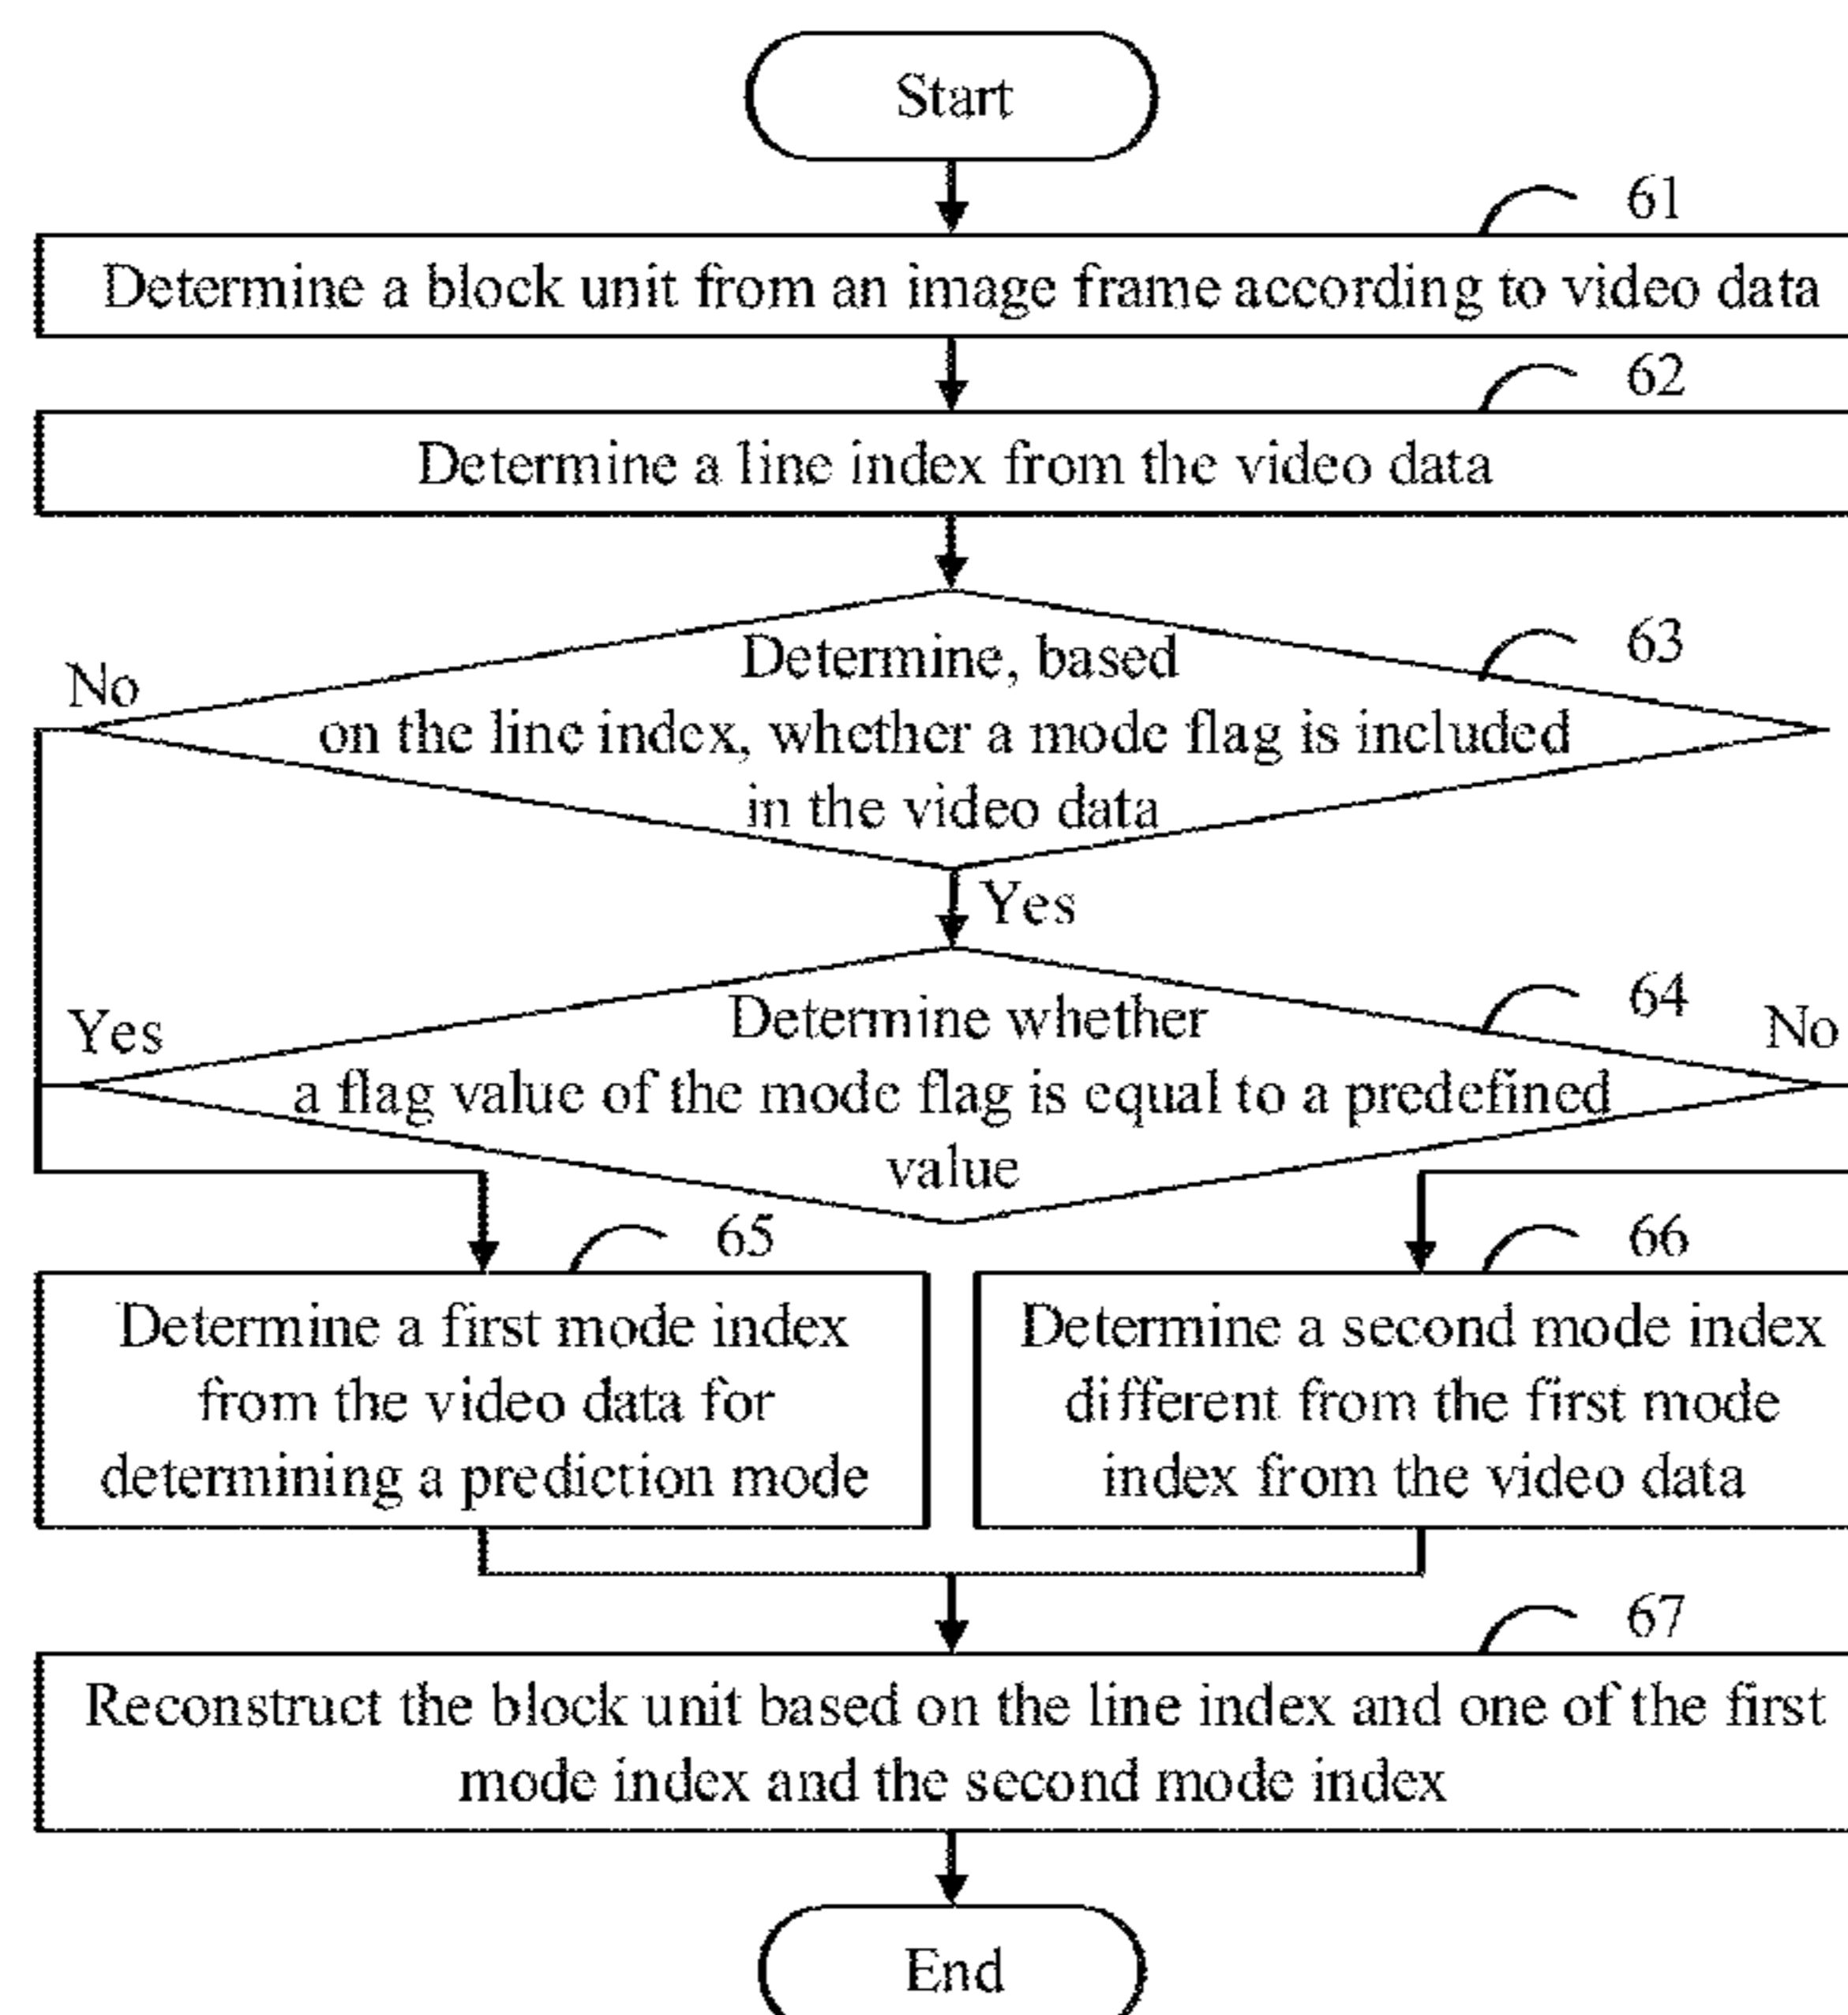 Start
61
Determine a block unit from an image frame according to video data
62
Determine a line index from the video data
63
Determine, based
on the line index, whether a mode flag is included
in the video data
No
Yes
64
Determine whether
a flag value of the mode flag is equal to a predefined
value
Yes
No
65
Determine a first mode index
from the video data for
determining a prediction mode
66
Determine a second mode index
different from the first mode
index from the video data
67
Reconstruct the block unit based on the line index and one of the first
mode index and the second mode index
End